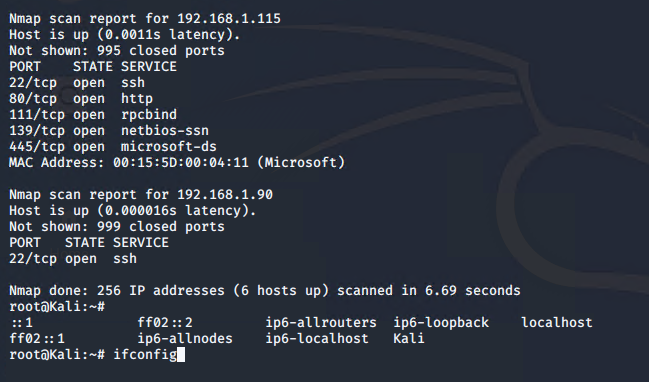 Nmap scan report for 192.168.1.115
Host is up (0.0011s latency).
Not shown: 995 closed ports
PORT    STATE SERVICE
22/tcp  open  ssh
80/tcp  open  http
111/tcp open  rpcbind
139/tcp open  netbios-ssn
445/tcp open  microsoft-ds
MAC Address: 00:15:5D:00:04:11 (Microsoft)
Nmap scan report for 192.168.1.90
Host is up (0.000016s latency).
Not shown: 999 closed ports
PORT   STATE SERVICE
22/tcp open  ssh
Nmap done: 256 IP addresses (6 hosts up) scanned in 6.69 seconds
root@Kali:~#
::1             ff02::2         ip6-allrouters  ip6-loopback    localhost
ff02::1         ip6-allnodes    ip6-localhost   Kali
root@Kali:~# ifconfig